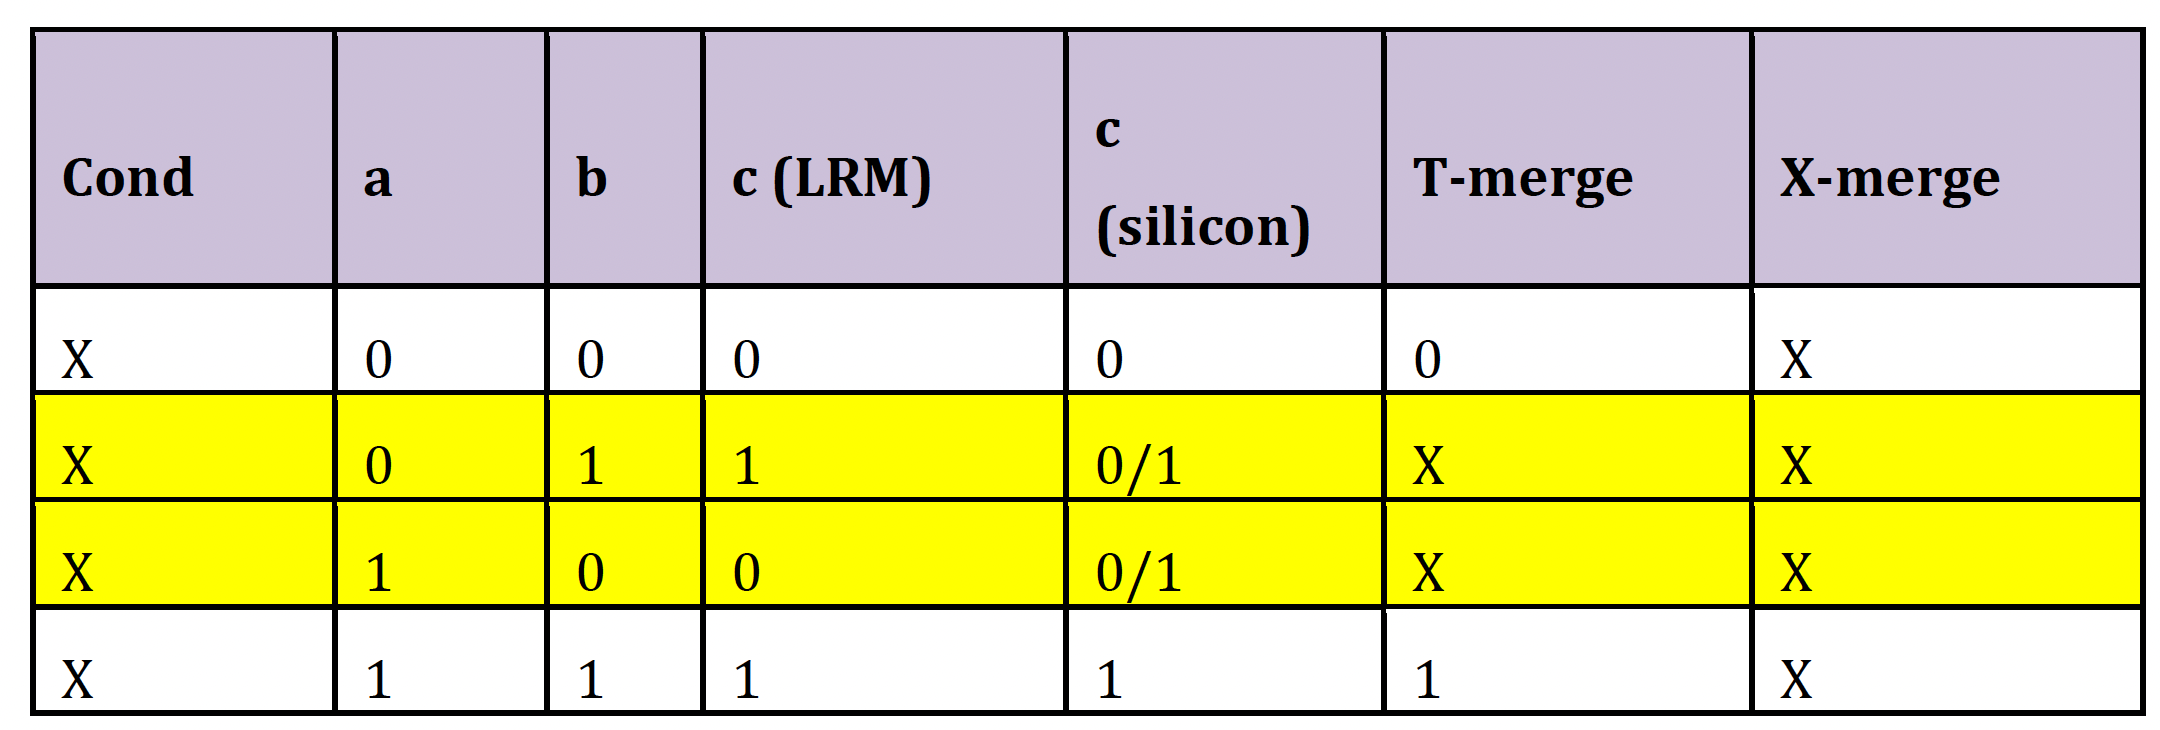 Cond a b c (LRM) c (silicon) T-merge X-merge
X 0 0 0 0 0 X
X 0 1 1 0/1 X X
X 1 0 0 0/1 X X
X 1 1 1 1 1 X